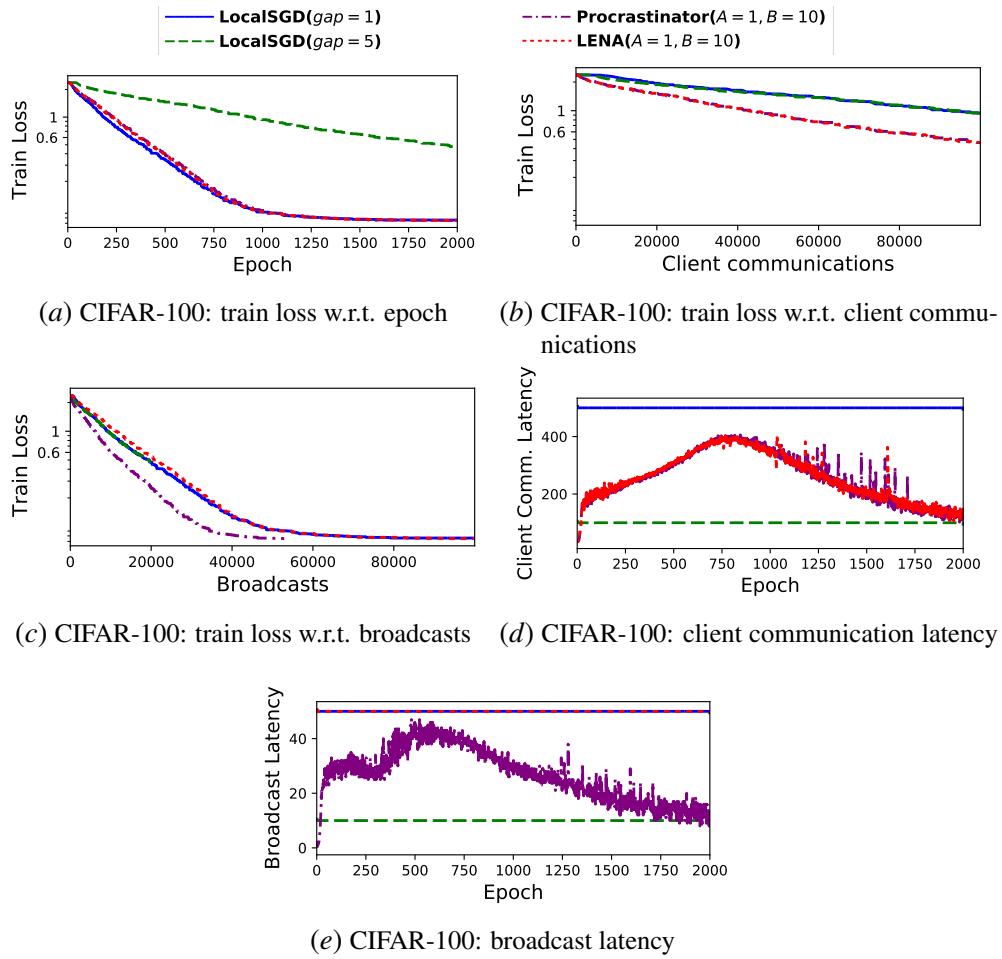 LocalSGD(gap = 1)
LocalSGD(gap = 5)
Procrastinator(A = 1, B = 10)
LENA(A = 1, B = 10)
Train Loss
1
0.6
0 250 500 750 1000 1250 1500 1750 2000
Epoch
(a) CIFAR-100: train loss w.r.t. epoch
Train Loss
1
0.6
0 20000 40000 60000 80000
Client communications
(b) CIFAR-100: train loss w.r.t. client commu-
nications
Train Loss
1
0.6
0 20000 40000 60000 80000
Broadcasts
(c) CIFAR-100: train loss w.r.t. broadcasts
Client Comm. Latency
400
200
0 250 500 750 1000 1250 1500 1750 2000
Epoch
(d) CIFAR-100: client communication latency
Broadcast Latency
40
20
0
0 250 500 750 1000 1250 1500 1750 2000
Epoch
(e) CIFAR-100: broadcast latency